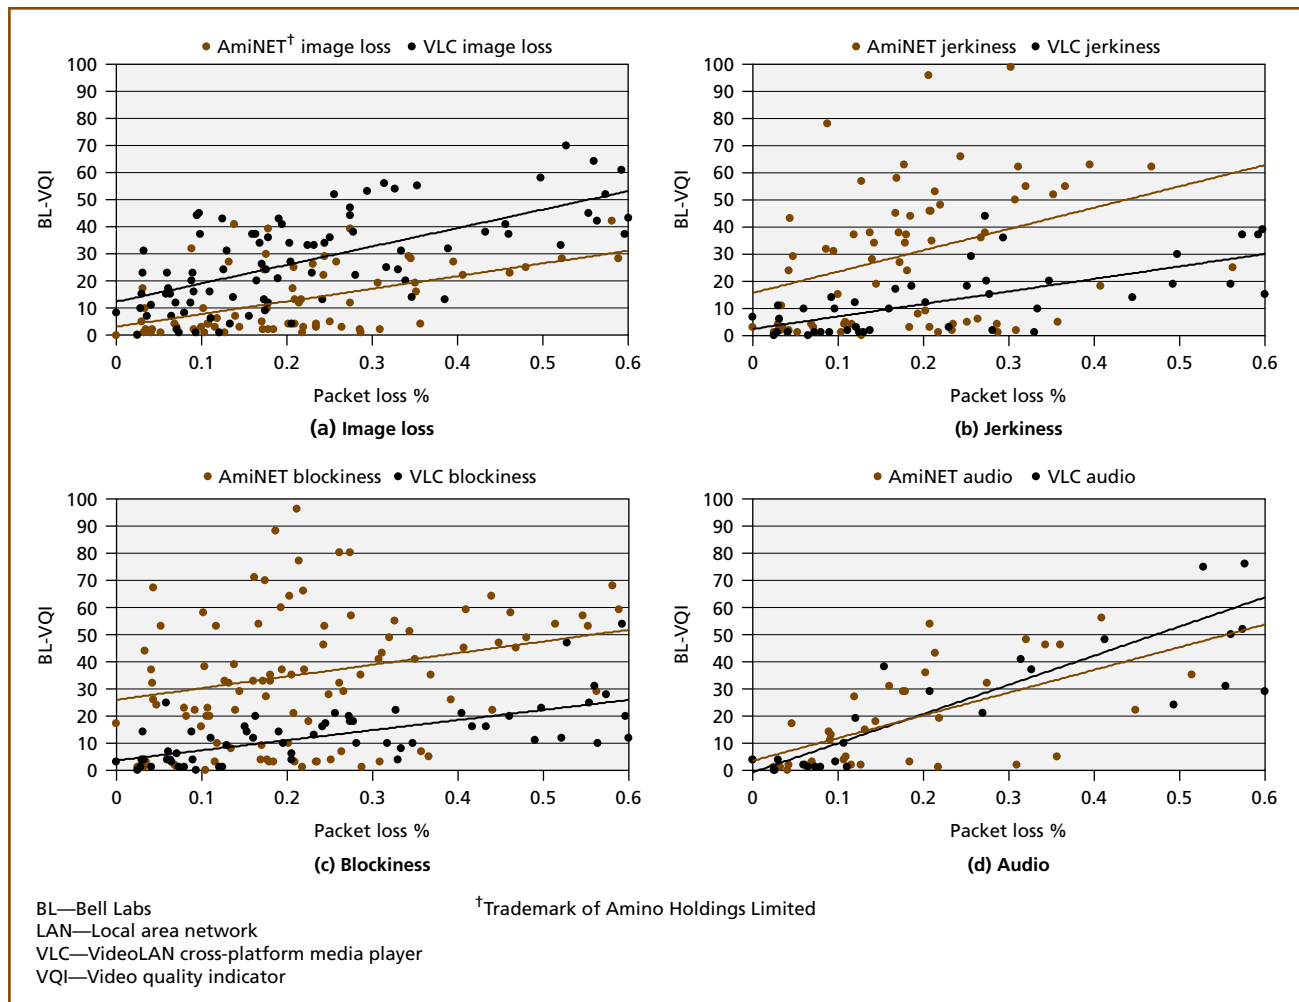 AmiNET† image loss VLC image loss
100
90
80
70
60
50
40
30
20
10
0
BL-VQI
0 0.1 0.2 0.3 0.4 0.5 0.6
Packet loss %
(a) Image loss
AmiNET jerkiness VLC jerkiness
100
90
80
70
60
50
40
30
20
10
0
BL-VQI
0 0.1 0.2 0.3 0.4 0.5 0.6
Packet loss %
(b) Jerkiness
AmiNET blockiness VLC blockiness
100
90
80
70
60
50
40
30
20
10
0
BL-VQI
0 0.1 0.2 0.3 0.4 0.5 0.6
Packet loss %
(c) Blockiness
AmiNET audio VLC audio
100
90
80
70
60
50
40
30
20
10
0
BL-VQI
0 0.1 0.2 0.3 0.4 0.5 0.6
Packet loss %
(d) Audio
BL—Bell Labs
LAN—Local area network
VLC—VideoLAN cross-platform media player
VQI—Video quality indicator
†Trademark of Amino Holdings Limited